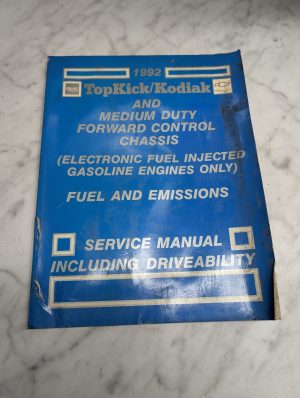 1992
TopKick/Kodiak
AND
MEDIUM DUTY
FORWARD CONTROL
CHASSIS
(ELECTRONIC FUEL INJECTED
GASOLINE ENGINES ONLY)
FUEL AND EMISSIONS
SERVICE MANUAL
INCLUDING DRIVEABILITY